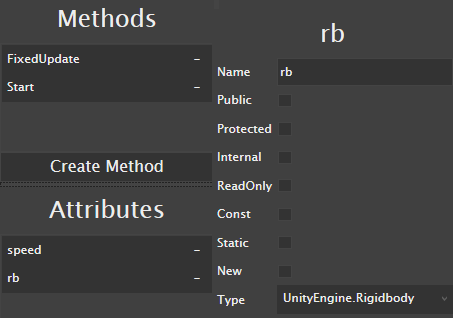 Methods
FixedUpdate -
Start -
Create Method
Attributes
speed -
rb -
rb
Name rb
Public
Protected
Internal
ReadOnly
Const
Static
New
Type UnityEngine.Rigidbody